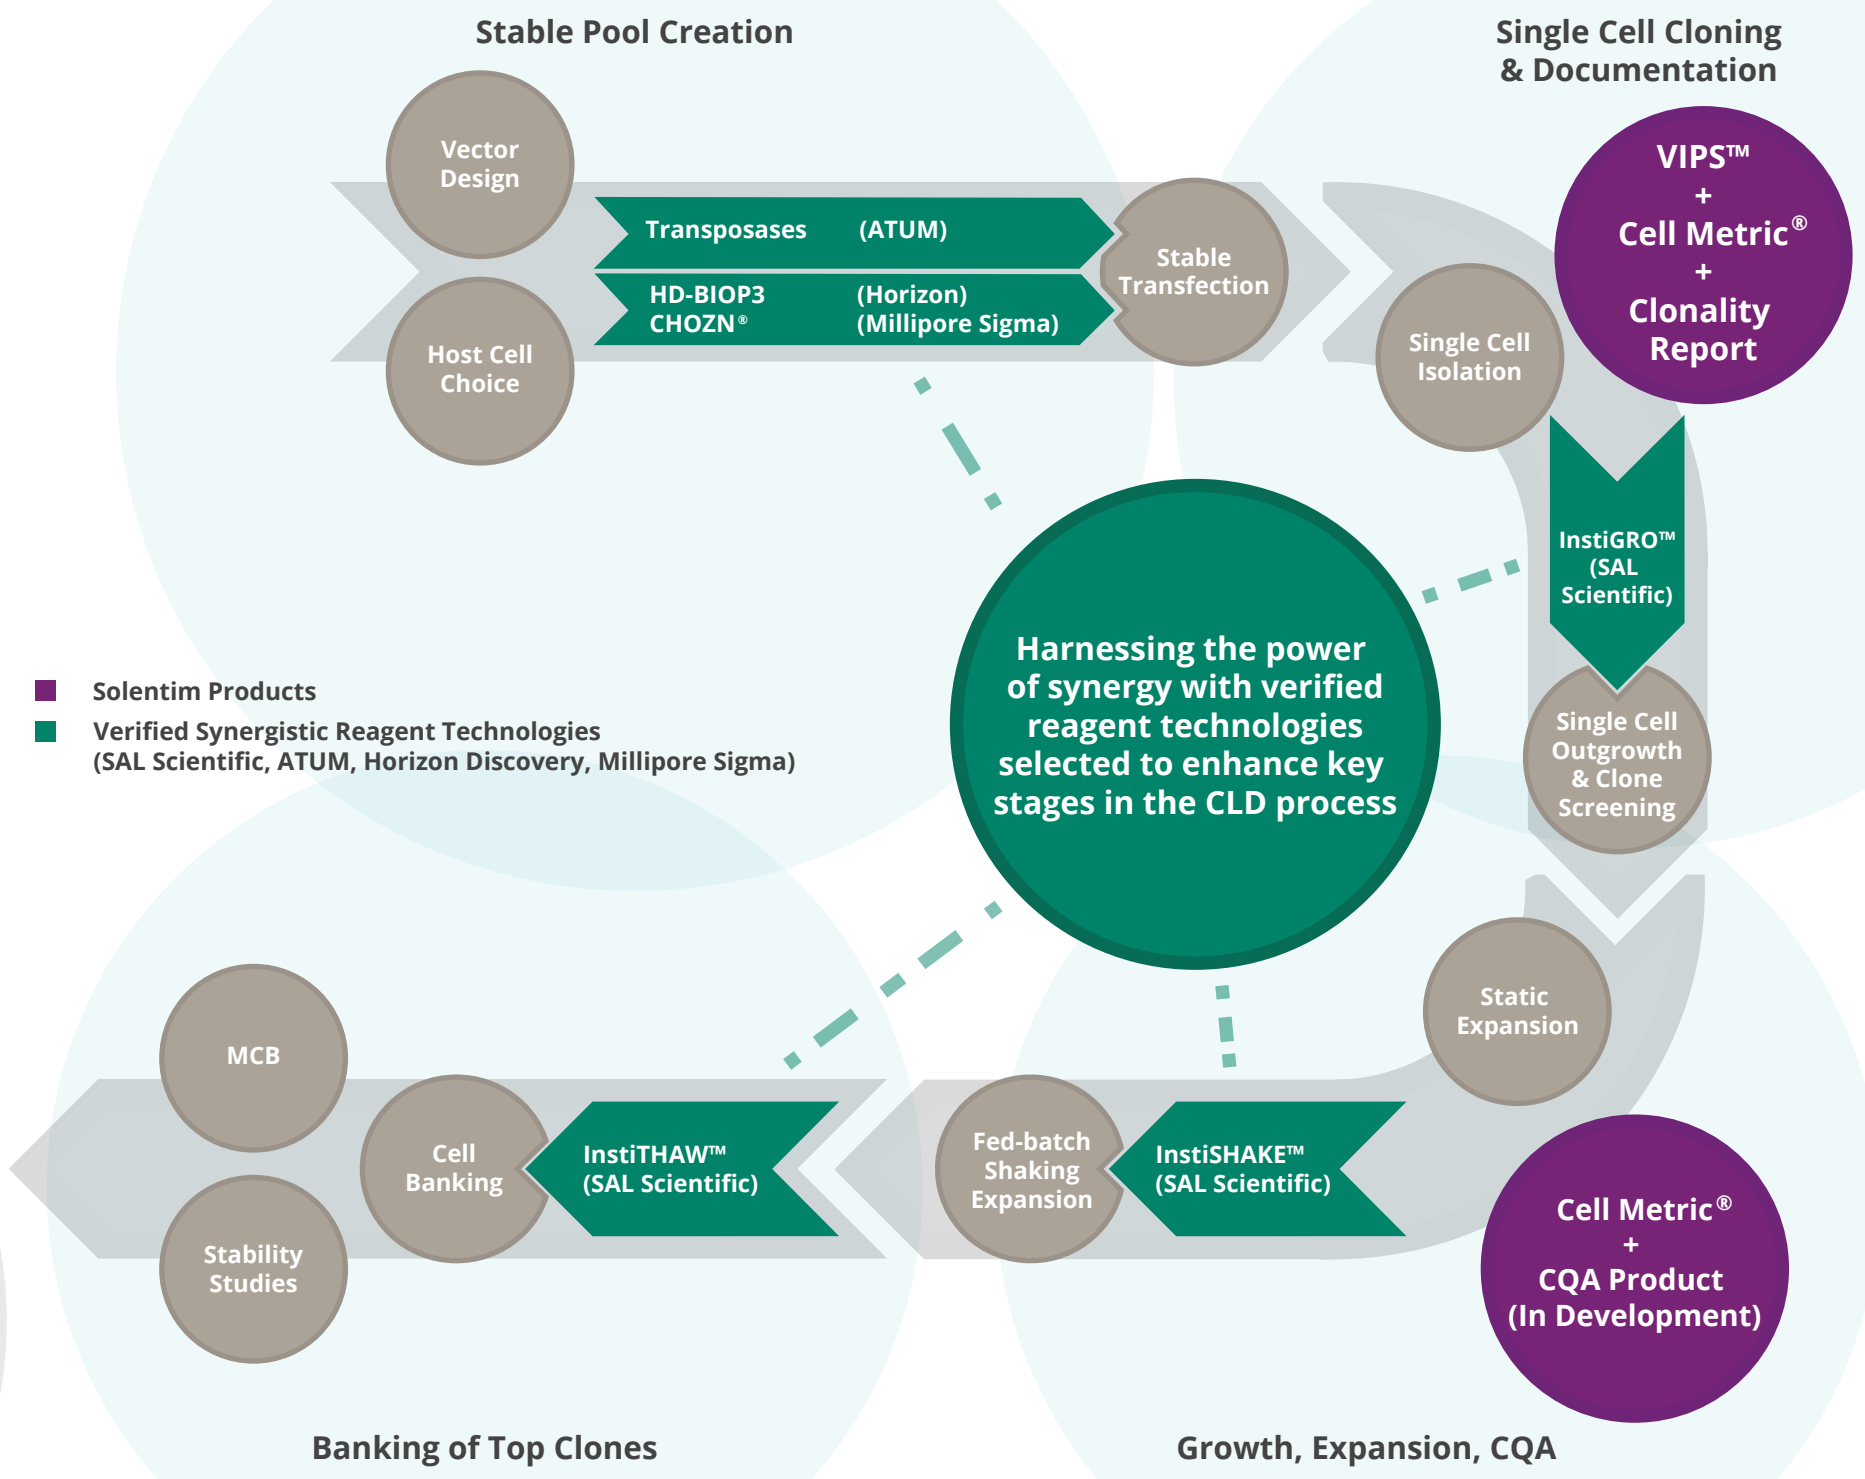 Stable Pool Creation
Single Cell Cloning
& Documentation
Vector
Design
Host Cell
Choice
Transposases (ATUM)
HD-BIOP3 (Horizon)
CHOZN® (Millipore Sigma)
Stable
Transfection
Single Cell
Isolation
VIPS™
+
Cell Metric®
+
Clonality
Report
InstiGRO™
(SAL
Scientific)
Single Cell
Outgrowth
& Clone
Screening
Harnessing the power
of synergy with verified
reagent technologies
selected to enhance key
stages in the CLD process
Solentim Products
Verified Synergistic Reagent Technologies
(SAL Scientific, ATUM, Horizon Discovery, Millipore Sigma)
Static
Expansion
Cell Metric®
+
CQA Product
(In Development)
InstiSHAKE™
(SAL Scientific)
Fed-batch
Shaking
Expansion
InstiTHAW™
(SAL Scientific)
Cell
Banking
MCB
Stability
Studies
Banking of Top Clones
Growth, Expansion, CQA